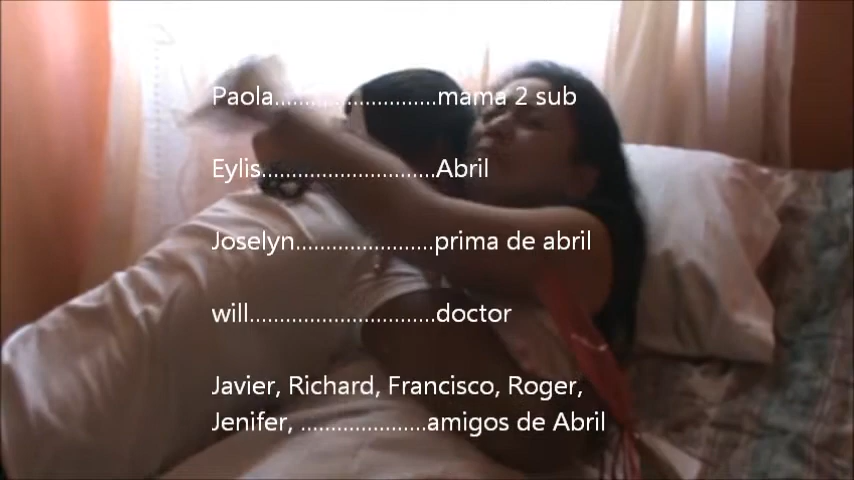 Paola...........................mama 2 sub
Eylis.............................Abril
Joselyn.......................prima de abril
will...............................doctor
Javier, Richard, Francisco, Roger,
Jenifer, .....................amigos de Abril